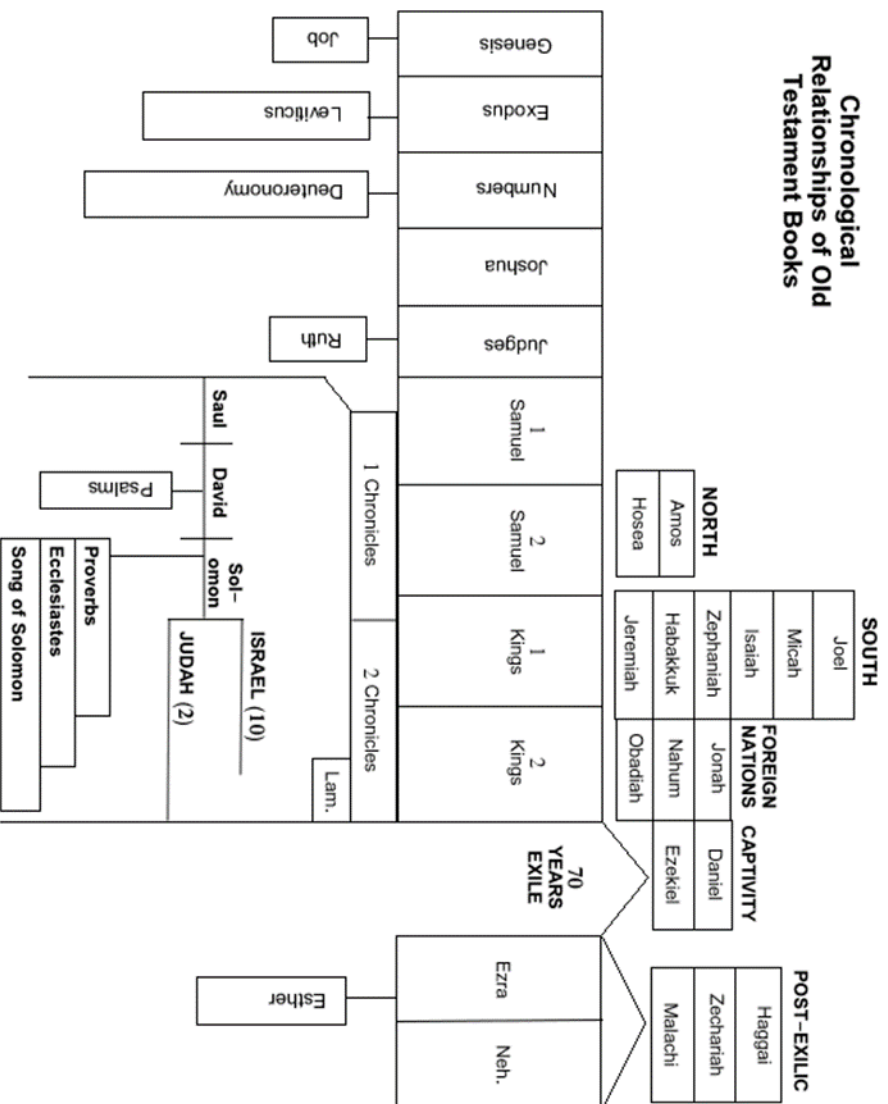 Chronological
Relationships of Old
Testament Books
NORTH
Amos
Hosea
SOUTH
Joel
Micah
Isaiah
Zephaniah
Habakkuk
Jeremiah
FOREIGN
NATIONS
Jonah
Nahum
Obadiah
CAPTIVITY
Daniel
Ezekiel
POST-EXILIC
Haggai
Zechariah
Malachi
Genesis
Exodus
Numbers
Joshua
Judges
1
Samuel
2
Samuel
1
Kings
2
Kings
70
YEARS
EXILE
Ezra
Neh.
Job
Leviticus
Deuteronomy
Ruth
1 Chronicles
2 Chronicles
Lam.
Esther
Saul
David
Sol-
omon
ISRAEL (10)
JUDAH (2)
Psalms
Proverbs
Ecclesiastes
Song of Solomon